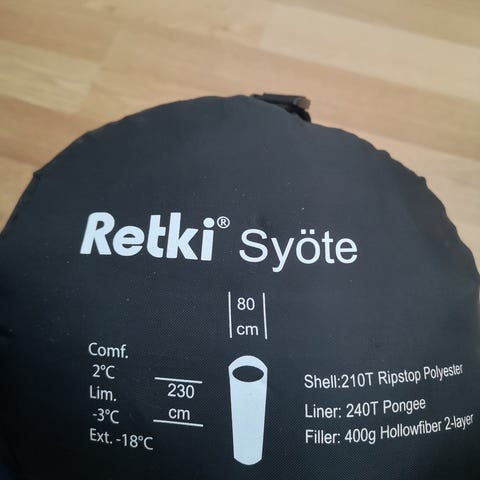 Retki® Syöte
80
cm
Comf.
2°C
Lim.
-3°C
Ext. -18°C
230
cm
Shell:210T Ripstop Polyester
Liner: 240T Pongee
Filler: 400g Hollowfiber 2-layer